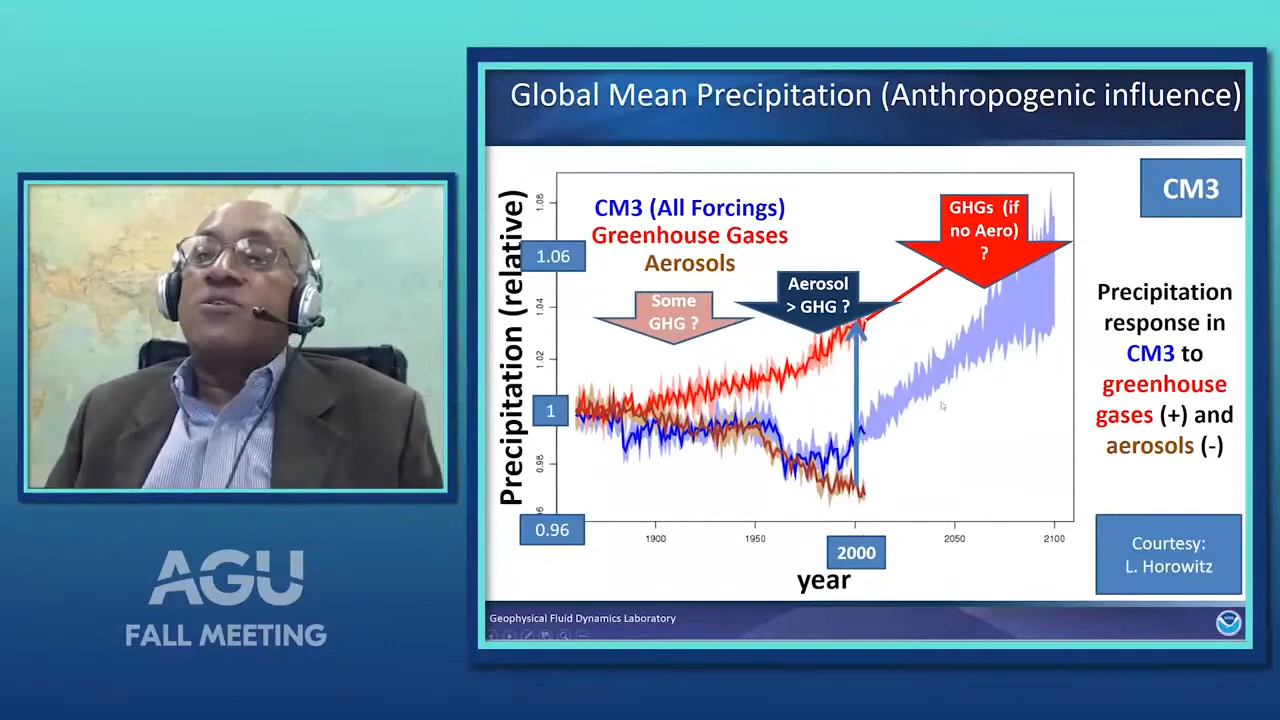 AGU
FALL MEETING
Global Mean Precipitation (Anthropogenic influence)
CM3
CM3 (All Forcings)
Greenhouse Gases
Aerosols
GHGs (if
no Aero)
?
Aerosol
> GHG ?
Some
GHG ?
Precipitation (relative)
1.08
1.06
1.04
1.02
1
0.98
0.96
1900
1950
2000
2050
2100
year
Precipitation
response in
CM3 to
greenhouse
gases (+) and
aerosols (-)
Courtesy:
L. Horowitz
Geophysical Fluid Dynamics Laboratory